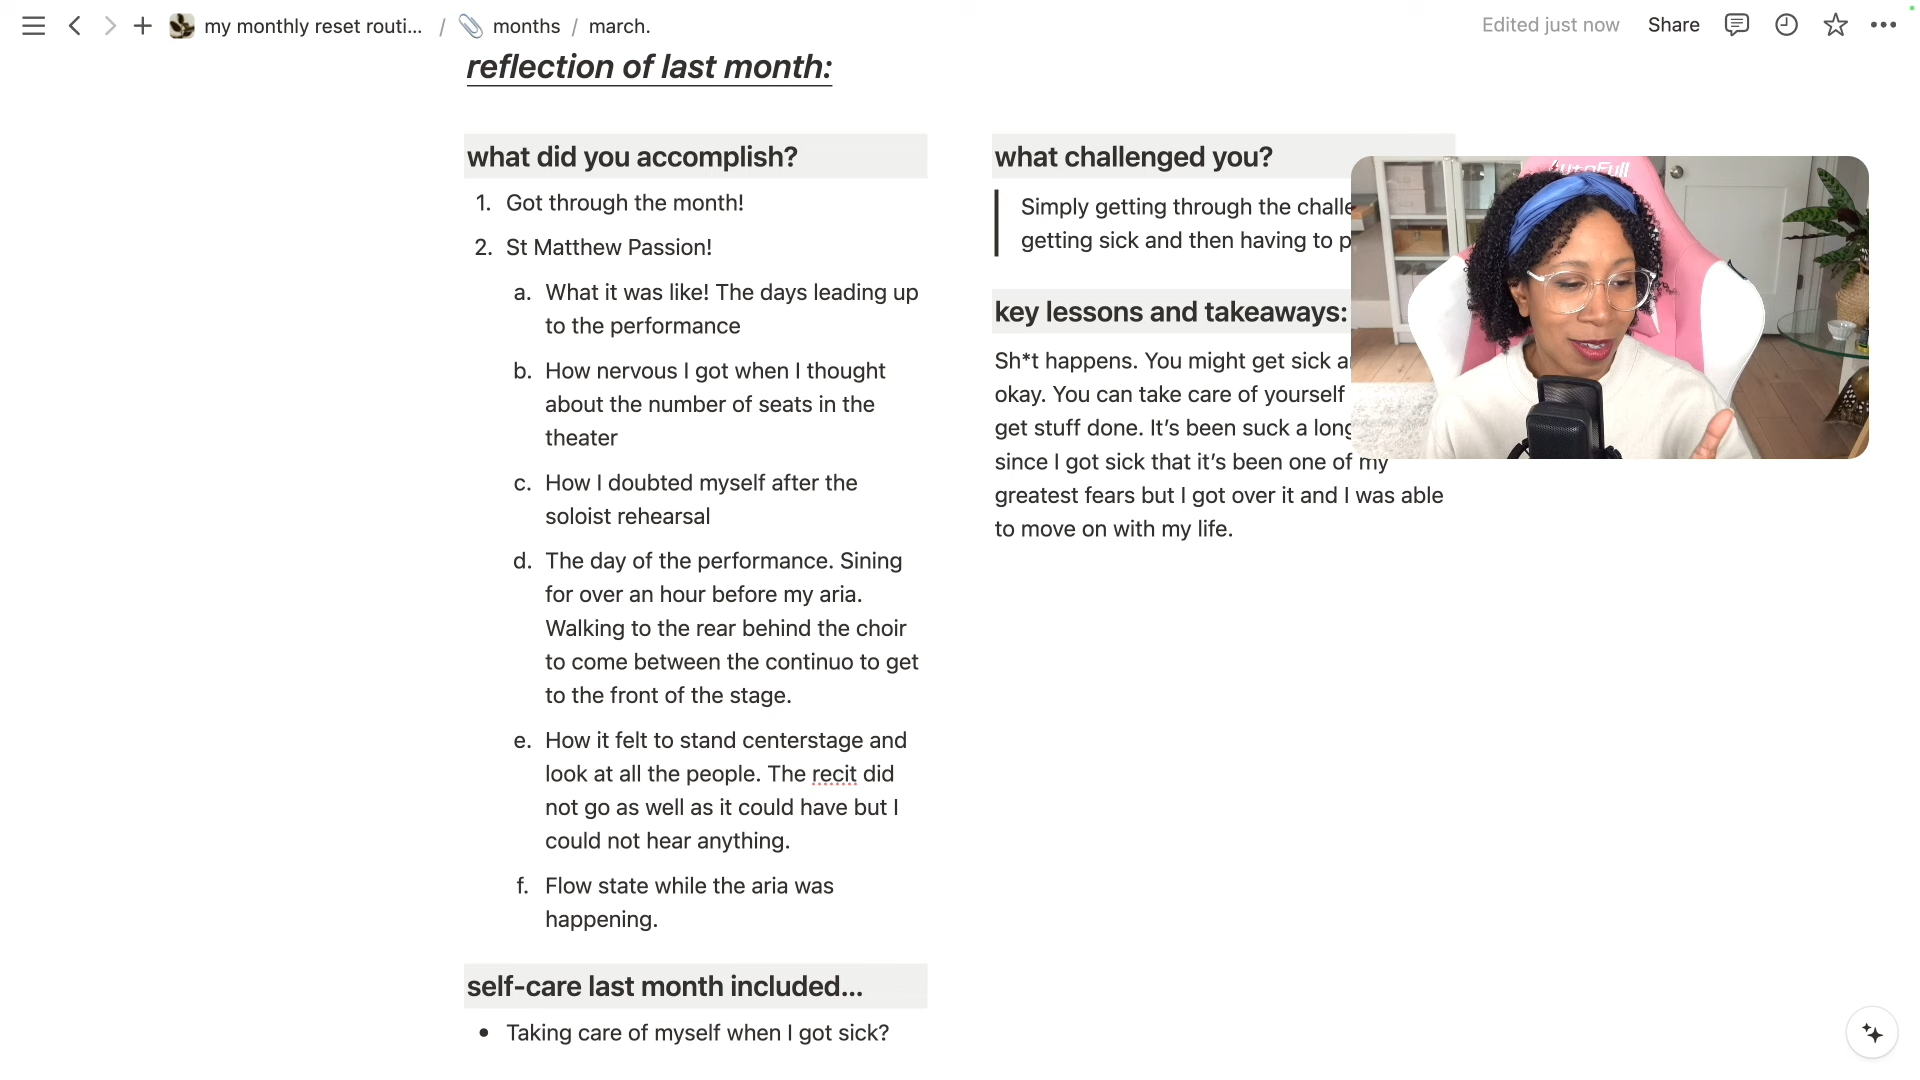 my monthly reset routi... / months / march.
Edited just now
Share
reflection of last month:
what did you accomplish?
1. Got through the month!
2. St Matthew Passion!
a. What it was like! The days leading up
to the performance
b. How nervous I got when I thought
about the number of seats in the
theater
c. How I doubted myself after the
soloist rehearsal
d. The day of the performance. Sining
for over an hour before my aria.
Walking to the rear behind the choir
to come between the continuo to get
to the front of the stage.
e. How it felt to stand centerstage and
look at all the people. The recit did
not go as well as it could have but I
could not hear anything.
f. Flow state while the aria was
happening.
self-care last month included...
• Taking care of myself when I got sick?
what challenged you?
Simply getting through the
getting sick and then having to
key lessons and takeaways:
Sh*t happens. You might get sick
okay. You can take care of yourself
get stuff done. It’s been suck a long
since I got sick that it’s been one of my
greatest fears but I got over it and I was able
to move on with my life.
AutoFull